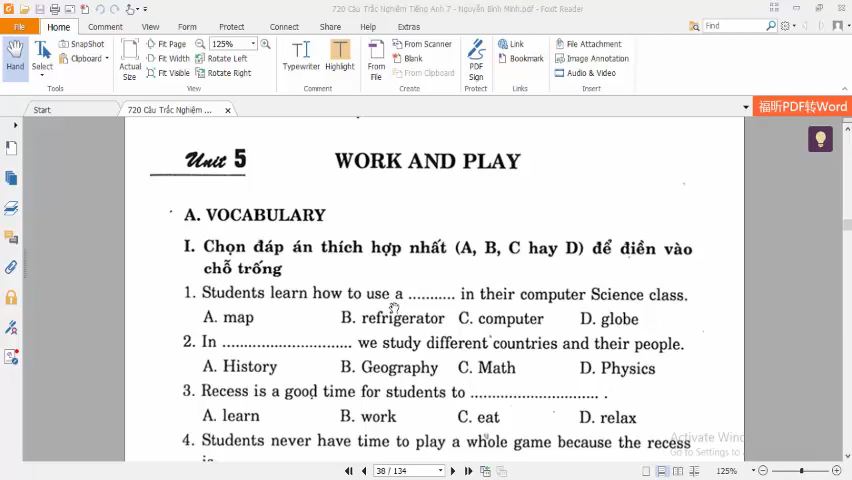 720 Câu Trắc Nghiệm Tiếng Anh 7 - Nguyễn Bình Minh.pdf - Foxit Reader
File Home Comment View Form Protect Connect Share Help Extras Find
Hand
Select
SnapShot
Clipboard
Tools
Actual Size
Fit Page
Fit Width
Fit Visible
125%
Rotate Left
Rotate Right
View
Typewriter
Highlight
Comment
From File
From Scanner
Blank
From Clipboard
Create
PDF Sign
Protect
Link
Bookmark
Links
File Attachment
Image Annotation
Audio & Video
Insert
Start
720 Câu Trắc Nghiệm ...
福昕PDF转Word
Unit 5 WORK AND PLAY
A. VOCABULARY
I. Chọn đáp án thích hợp nhất (A, B, C hay D) để điền vào
chỗ trống
1. Students learn how to use a .......... in their computer Science class.
A. map B. refrigerator C. computer D. globe
2. In .............................. we study different countries and their people.
A. History B. Geography C. Math D. Physics
3. Recess is a good time for students to .............................. .
A. learn B. work C. eat D. relax
4. Students never have time to play a whole game because the recess
is
Activate Win
Go to Settings to
38 / 134
125%